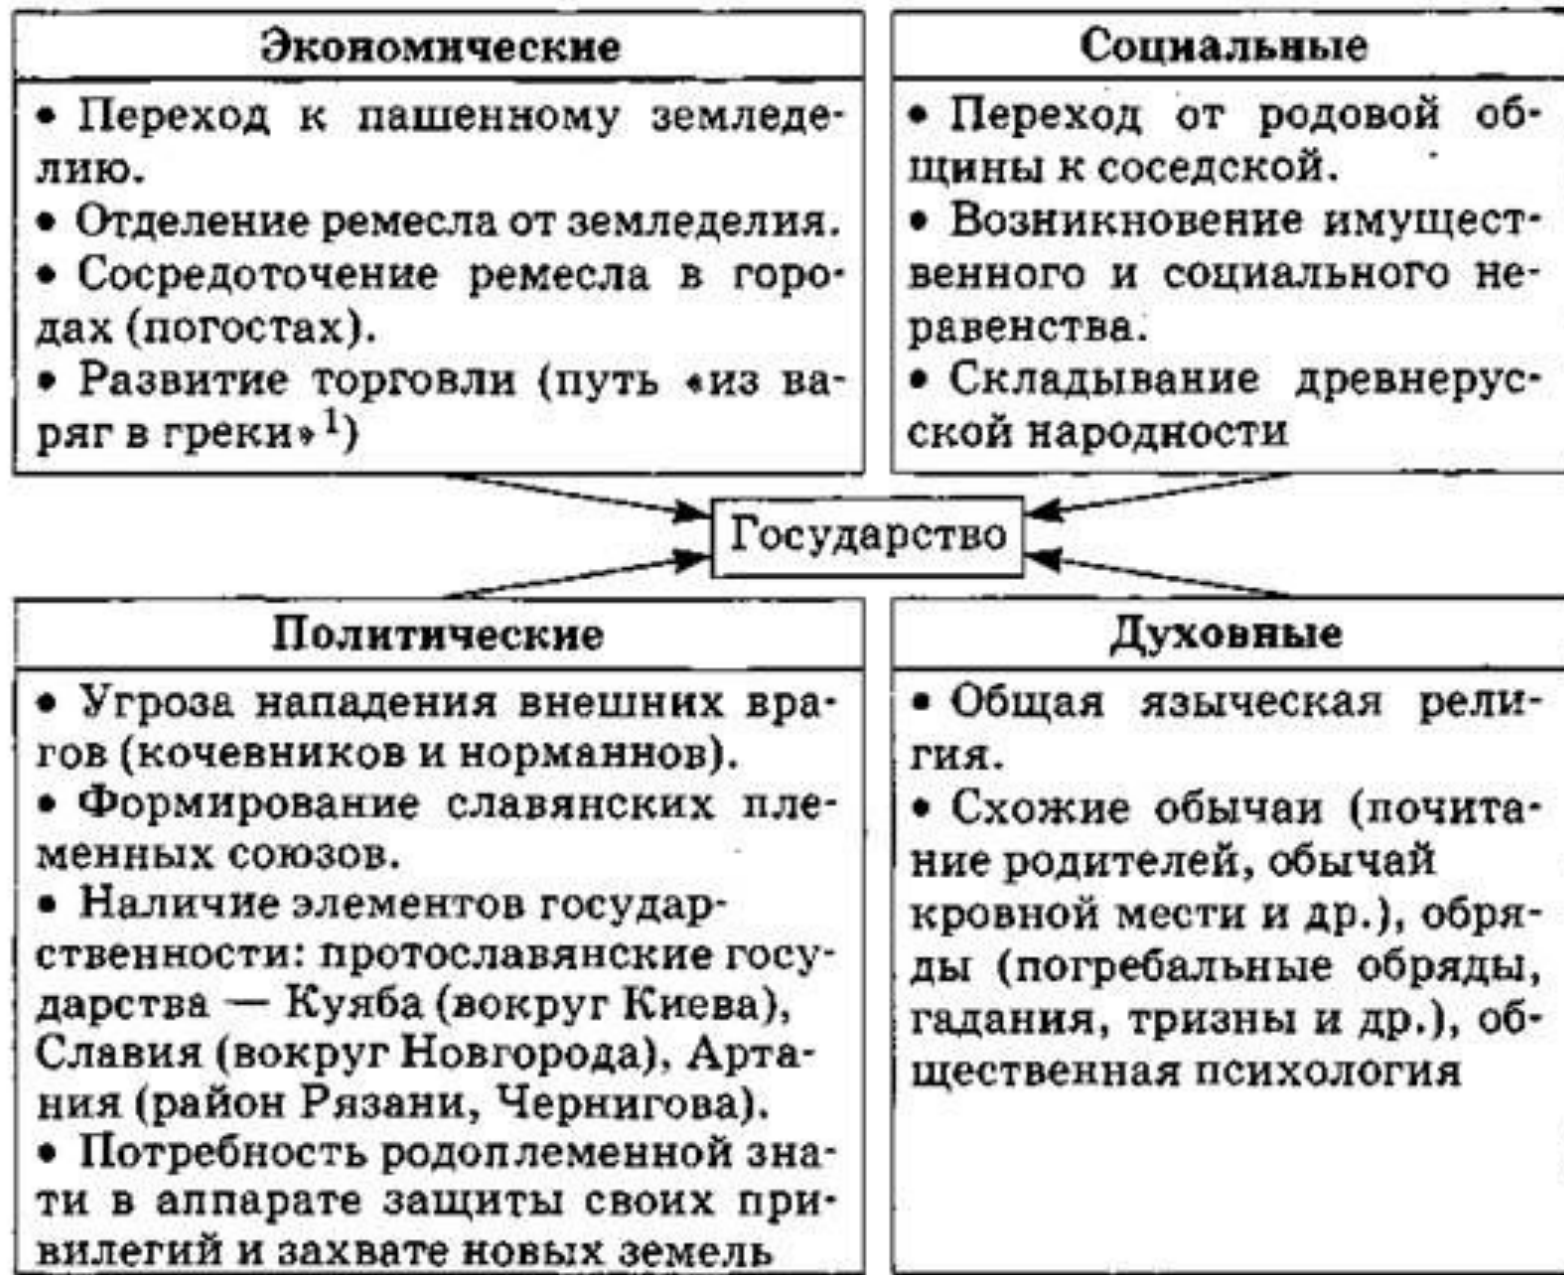 Экономические
• Переход к пашенному земледе-
лию.
• Отделение ремесла от земледелия.
• Сосредоточение ремесла в горо-
дах (погостах).
• Развитие торговли (путь «из ва-
ряг в греки»¹)
Социальные
• Переход от родовой об-
щины к соседской.
• Возникновение имущест-
венного и социального не-
равенства.
• Складывание древнерус-
ской народности
Государство
Политические
• Угроза нападения внешних вра-
гов (кочевников и норманнов).
• Формирование славянских пле-
менных союзов.
• Наличие элементов государ-
ственности: протославянские госу-
дарства — Куяба (вокруг Киева),
Славия (вокруг Новгорода), Арта-
ния (район Рязани, Чернигова).
• Потребность родоплеменной зна-
ти в аппарате защиты своих при-
вилегий и захвате новых земель
Духовные
• Общая языческая рели-
гия.
• Схожие обычаи (почита-
ние родителей, обычай
кровной мести и др.), обря-
ды (погребальные обряды,
гадания, тризны и др.), об-
щественная психология